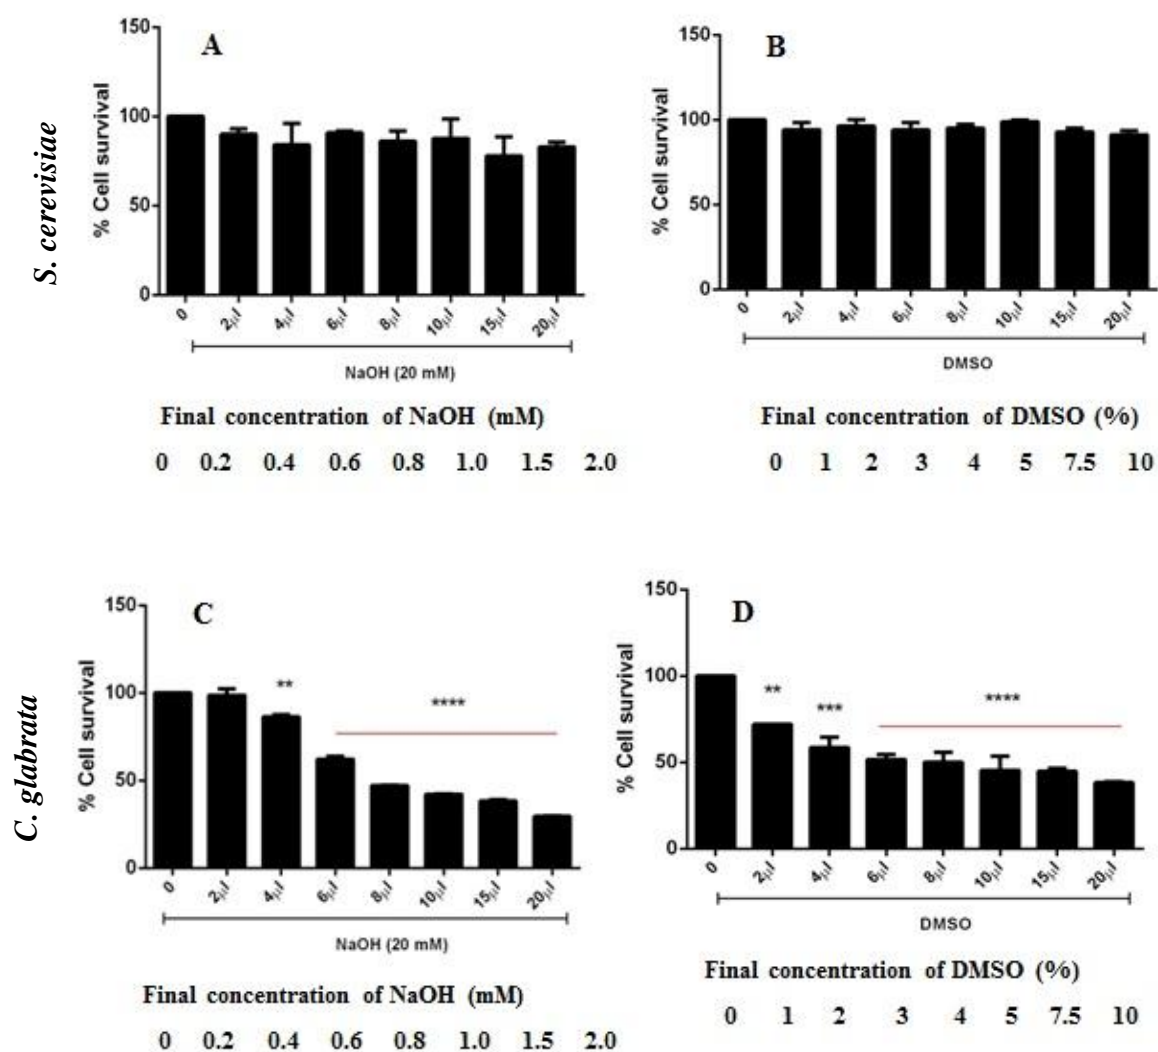 S. cerevisiae
A
% Cell survival
150
100
50
0
0 2μl 4μl 6μl 8μl 10μl 15μl 20μl
NaOH (20 mM)
Final concentration of NaOH (mM)
0 0.2 0.4 0.6 0.8 1.0 1.5 2.0
B
% Cell survival
150
100
50
0
0 2μl 4μl 6μl 8μl 10μl 15μl 20μl
DMSO
Final concentration of DMSO (%)
0 1 2 3 4 5 7.5 10
C. glabrata
C
% Cell survival
150
100
50
0
** ****
0 2μl 4μl 6μl 8μl 10μl 15μl 20μl
NaOH (20 mM)
Final concentration of NaOH (mM)
0 0.2 0.4 0.6 0.8 1.0 1.5 2.0
D
% Cell survival
150
100
50
0
** *** ****
0 2μl 4μl 6μl 8μl 10μl 15μl 20μl
DMSO
Final concentration of DMSO (%)
0 1 2 3 4 5 7.5 10